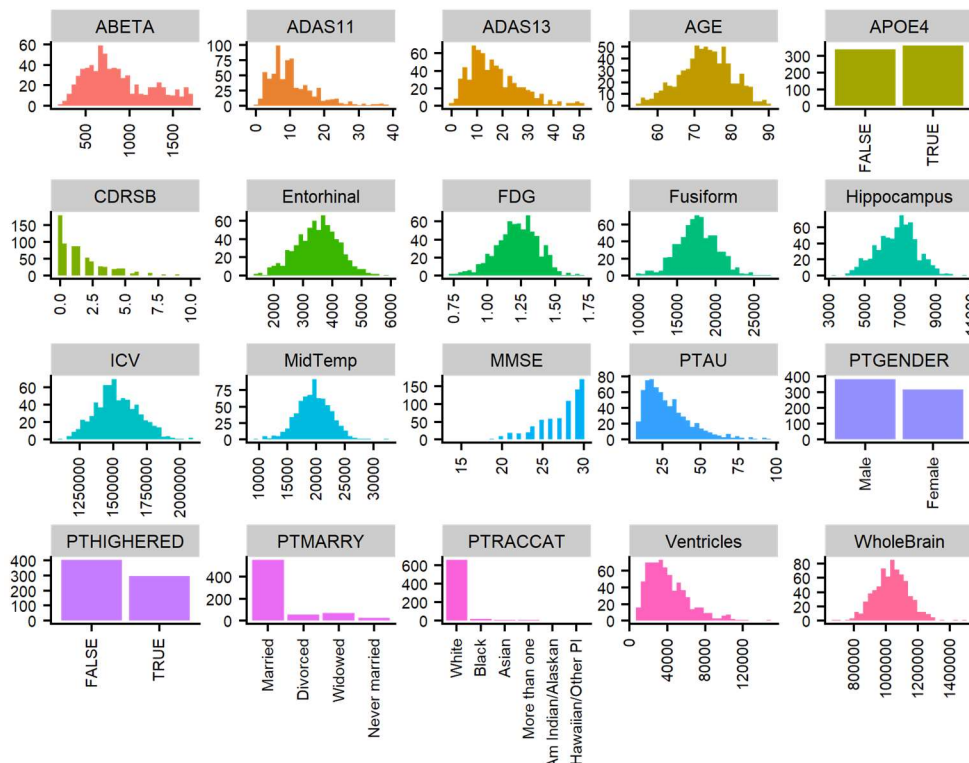 ABETA ADAS11 ADAS13 AGE APOE4
60 100 60 50
40 75 40 40 300
20 50 20 30 200
0 25 0 20 100
0 10 0
0
500 1000 1500 0 10 20 30 40 0 10 20 30 40 50 60 70 80 90 FALSE TRUE
CDRSB Entorhinal FDG Fusiform Hippocampus
150 60 60 60 60
100 40 40 40 40
50 20 20 20 20
0 0 0 0 0
0.0 2.5 5.0 7.5 10.0 2000 3000 4000 5000 6000 0.75 1.00 1.25 1.50 1.75 10000 15000 20000 25000 3000 5000 7000 9000
ICV MidTemp MMSE PTAU PTGENDER
60 75 150 80 400
40 50 100 60 300
20 25 50 40 200
0 0 0 20 100
0 0
1250000 1500000 1750000 2000000 10000 15000 20000 25000 30000 15 20 25 30 25 50 75 100 Male Female
PTHIGHERED PTMARRY PTRACCAT Ventricles WholeBrain
400 400 600 60 80
300 200 400 40 60
200 0 200 20 40
100 0 0 20
0 0
FALSE TRUE Married Divorced Widowed Never married White Black Asian More than one Am Indian/Alaskan Hawaiian/Other PI 40000 80000 120000 800000 1000000 1200000 1400000